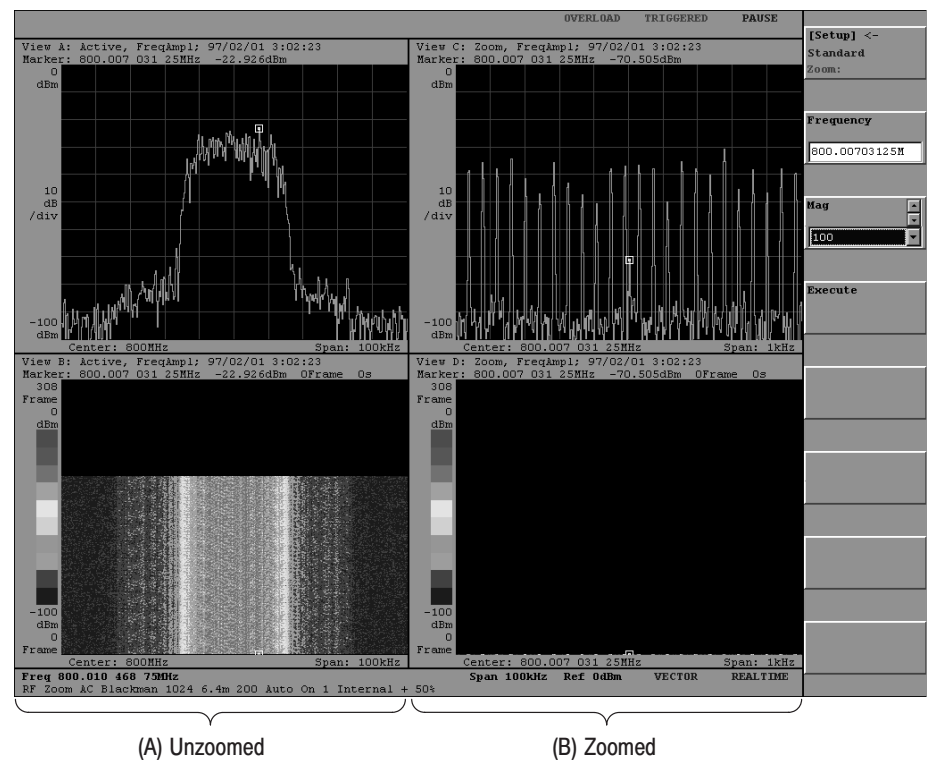 OVERLOAD TRIGGERED PAUSE
View A: Active, FreqAmpl; 97/02/01 3:02:23
Marker: 800.007 031 25MHz -22.926dBm
0
dBm
10
dB
/div
-100
dBm
Center: 800MHz Span: 100kHz
View C: Zoom, FreqAmpl; 97/02/01 3:02:23
Marker: 800.007 031 25MHz -70.505dBm
0
dBm
10
dB
/div
-100
dBm
Center: 800.007 031 25MHz Span: 1kHz
View B: Active, FreqAmpl; 97/02/01 3:02:23
Marker: 800.007 031 25MHz -22.926dBm 0Frame 0s
308
Frame
0
dBm
-100
dBm
0
Frame
Center: 800MHz Span: 100kHz
View D: Zoom, FreqAmpl; 97/02/01 3:02:23
Marker: 800.007 031 25MHz -70.505dBm 0Frame 0s
308
Frame
0
dBm
-100
dBm
0
Frame
Center: 800.007 031 25MHz Span: 1kHz
Freq 800.010 468 75MHz Span 100kHz Ref 0dBm VECTOR REALTIME
RF Zoom AC Blackman 1024 6.4m 200 Auto On 1 Internal + 50%
[Setup] <-
Standard
Zoom:
Frequency
800.00703125M
Mag
100
Execute
(A) Unzoomed
(B) Zoomed